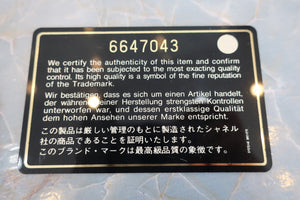 6647043
We certify the authenticity of this item and confirm
that it has been subjected to the most exacting quality
control. Its high quality is a symbol of the fine reputation
of the Trademark.
Wir bestätigen, dass es sich um einen Artikel handelt,
der während seiner Herstellung strengsten Kontrollen
unterworfen war, und dessen erstklassige Qualität
dem hohen Ansehen unserer Marke entspricht.
この製品は厳しい管理のもとに製造されたシャネル
社の商品であることを証明いたします。
このブランド・マークは最高級品質の象徴です。